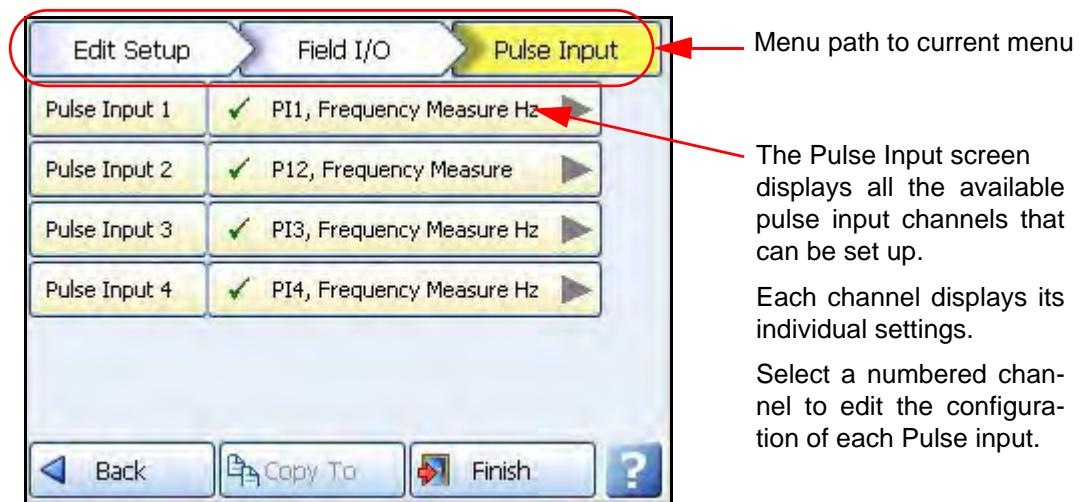 Edit Setup Field I/O Pulse Input
Menu path to current menu
Pulse Input 1 ✓ PI1, Frequency Measure Hz
Pulse Input 2 ✓ P12, Frequency Measure
Pulse Input 3 ✓ PI3, Frequency Measure Hz
Pulse Input 4 ✓ PI4, Frequency Measure Hz
Back Copy To Finish ?
The Pulse Input screen
displays all the available
pulse input channels that
can be set up.
Each channel displays its
individual settings.
Select a numbered chan-
nel to edit the configura-
tion of each Pulse input.